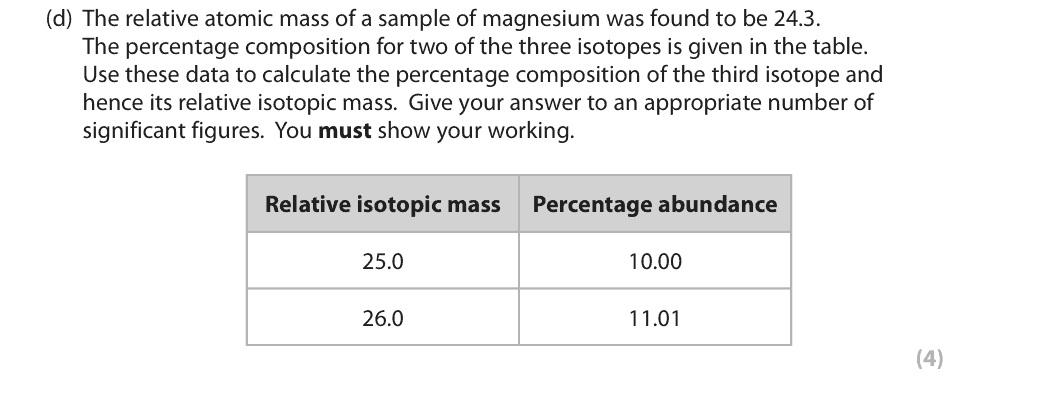 (d) The relative atomic mass of a sample of magnesium was found to be 24.3.
The percentage composition for two of the three isotopes is given in the table.
Use these data to calculate the percentage composition of the third isotope and
hence its relative isotopic mass. Give your answer to an appropriate number of
significant figures. You must show your working.
Relative isotopic mass Percentage abundance
25.0 10.00
26.0 11.01
(4)